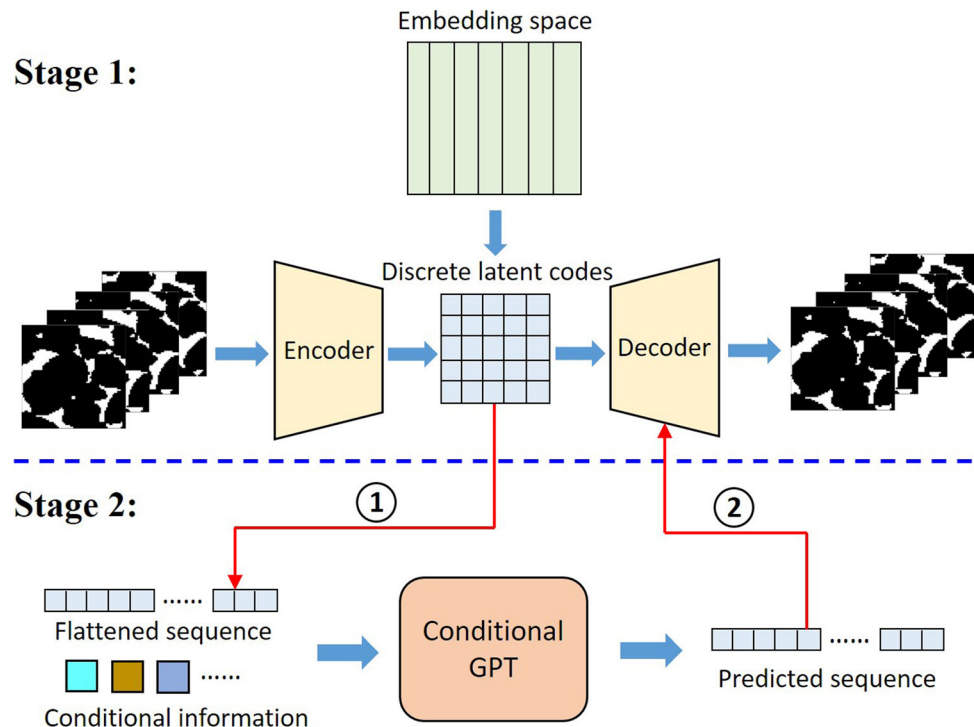 Embedding space
Stage 1:
Discrete latent codes
Encoder
Decoder
Stage 2:
1
2
......
Flattened sequence
......
Conditional information
Conditional
GPT
......
Predicted sequence